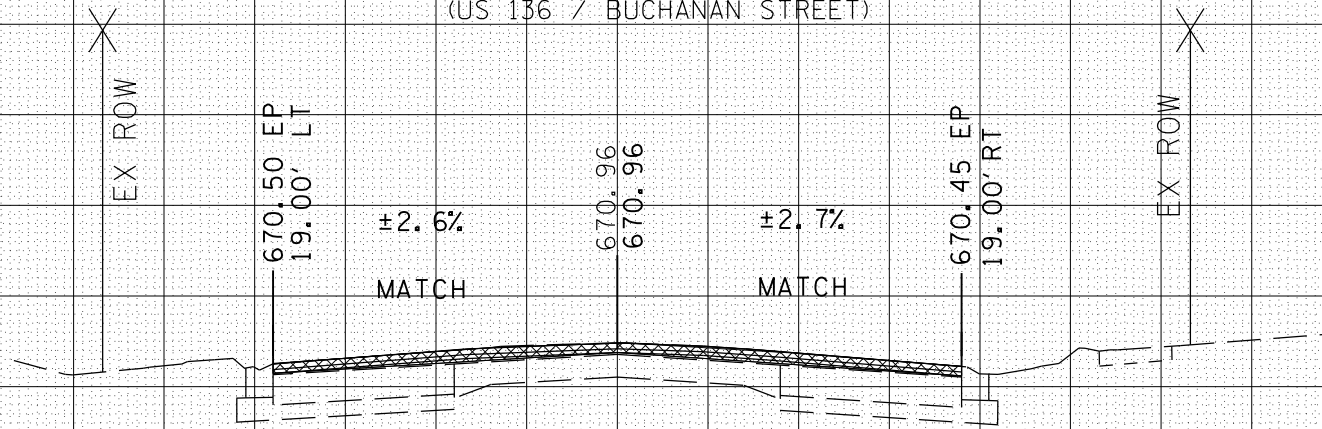 (US 136 / BUCHANAN STREET)
EX ROW
670.50 EP
19.00' LT
±2.6%
MATCH
670.96
670.96
±2.7%
MATCH
670.45 EP
19.00' RT
EX ROW